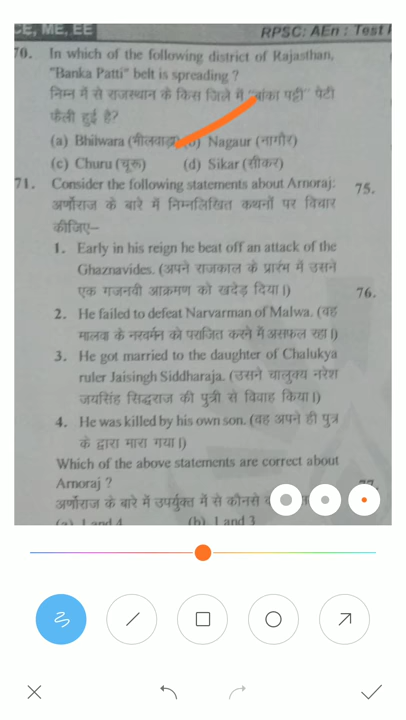 CE, ME, EE
RPSC: AEn : Test
70. In which of the following district of Rajasthan,
"Banka Patti" belt is spreading ?
निम्न में से राजस्थान के किस जिले में "बांका पट्टी" पेटी
फैली हुई है?
(a) Bhilwara (भीलवाड़ा) (b) Nagaur (नागौर)
(c) Churu (चूरू) (d) Sikar (सीकर)
71. Consider the following statements about Arnoraj:
अर्णोराज के बारे में निम्नलिखित कथनों पर विचार
कीजिए–
1. Early in his reign he beat off an attack of the
Ghaznavides. (अपने राजकाल के प्रारंभ में उसने
एक गजनवी आक्रमण को खदेड़ दिया।)
2. He failed to defeat Narvarman of Malwa. (वह
मालवा के नरवर्मन को पराजित करने में असफल रहा।)
3. He got married to the daughter of Chalukya
ruler Jaisingh Siddharaja. (उसने चालुक्य नरेश
जयसिंह सिद्धराज की पुत्री से विवाह किया।)
4. He was killed by his own son. (वह अपने ही पुत्र
के द्वारा मारा गया।)
Which of the above statements are correct about
Arnoraj ?
अर्णोराज के बारे में उपर्युक्त में से कौनसे
(a) 1 and 4 (b) 1 and 3
75.
76.